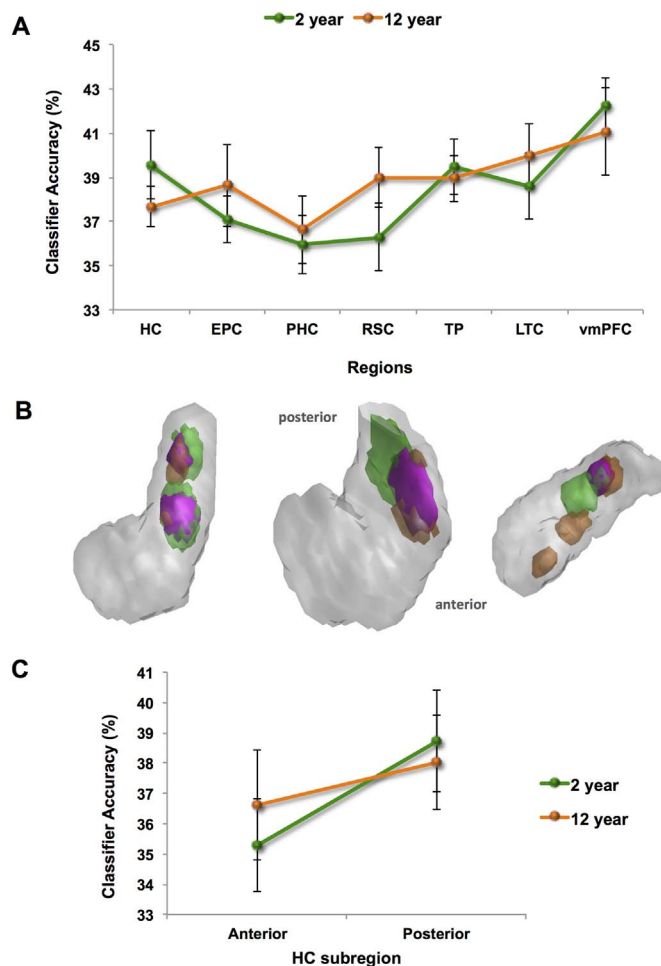 A
2 year 12 year
Classifier Accuracy (%)
45
43
41
39
37
35
33
HC EPC PHC RSC TP LTC vmPFC
Regions
B
posterior
anterior
C
Classifier Accuracy (%)
41
40
39
38
37
36
35
34
33
2 year
12 year
Anterior Posterior
HC subregion